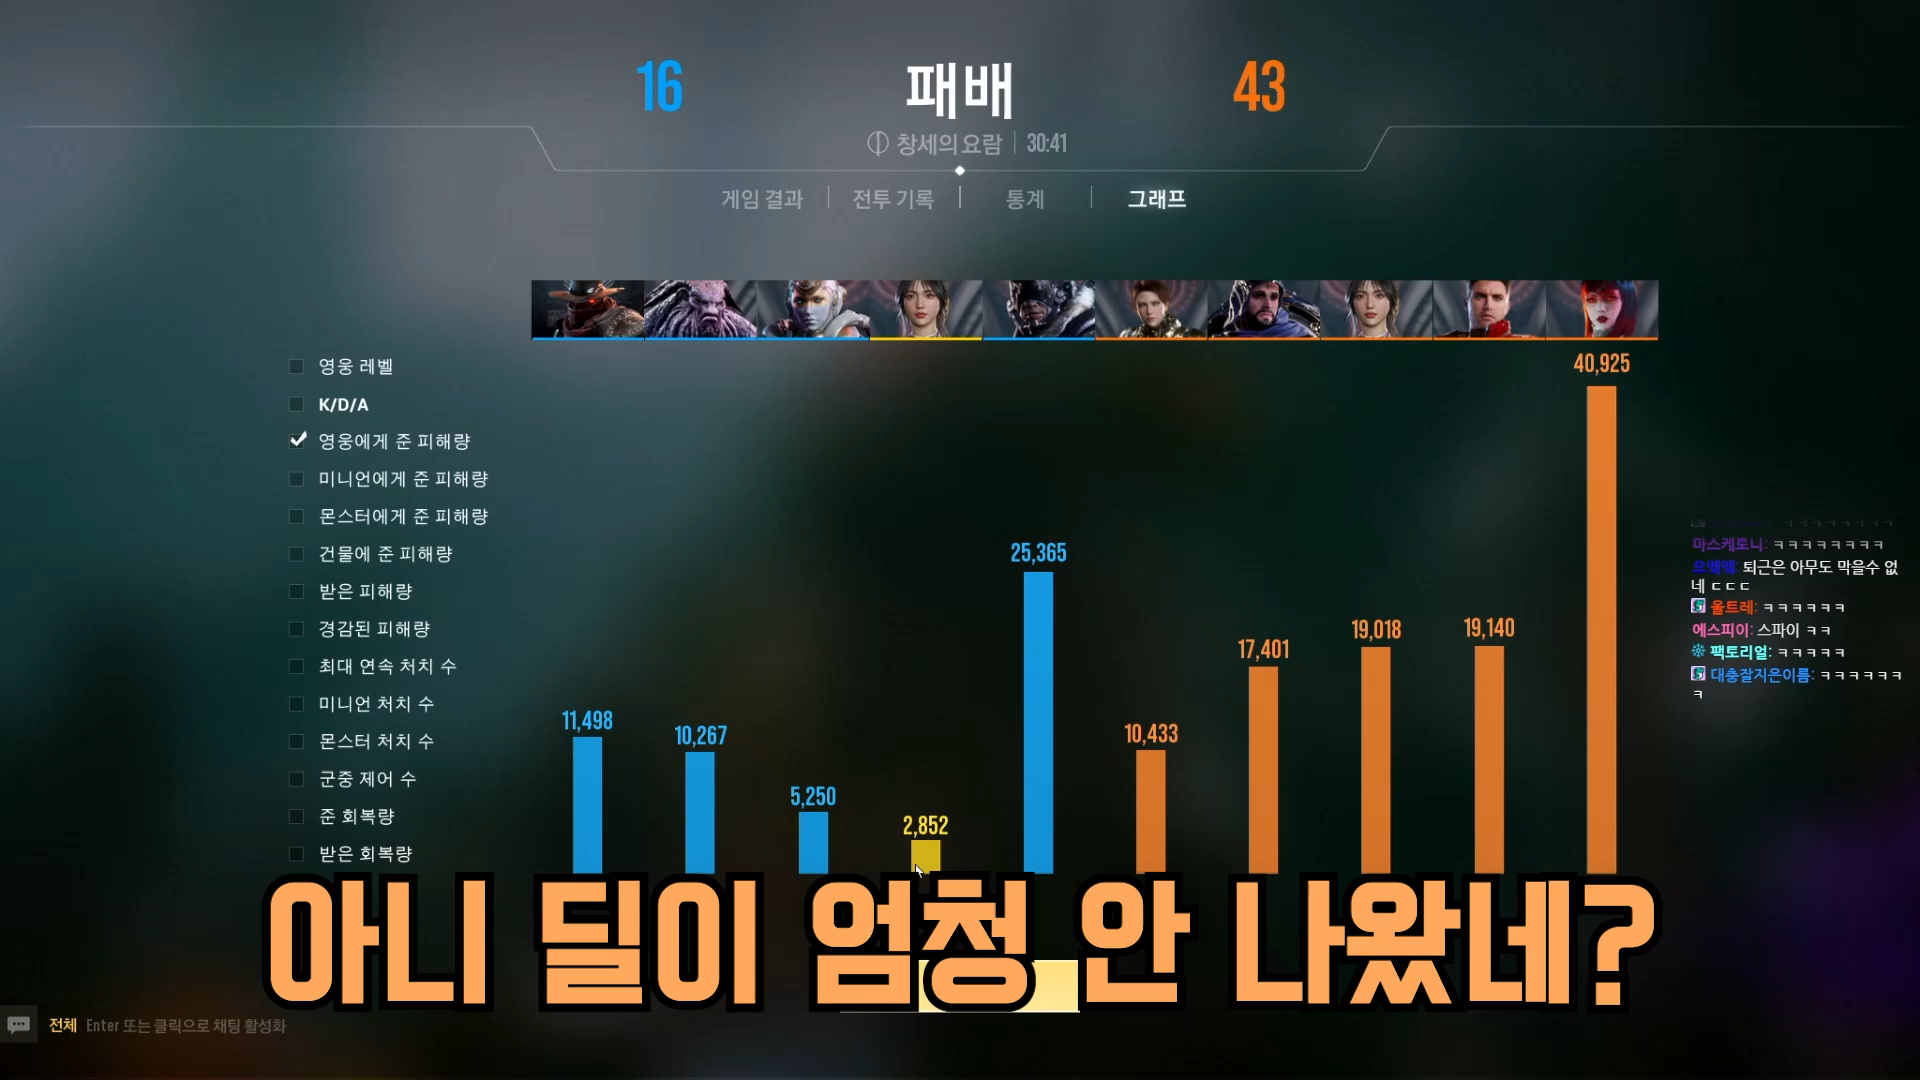 16
패배
43
창세의 요람 | 30:41
게임 결과 | 전투 기록 | 통계 | 그래프
영웅 레벨
K/D/A
영웅에게 준 피해량
미니언에게 준 피해량
몬스터에게 준 피해량
건물에 준 피해량
받은 피해량
경감된 피해량
최대 연속 처치 수
미니언 처치 수
몬스터 처치 수
군중 제어 수
준 회복량
받은 회복량
11,498
10,267
5,250
2,852
25,365
10,433
17,401
19,018
19,140
40,925
마스케로니: ㅋㅋㅋㅋㅋㅋㅋㅋ
퇴근은 아무도 막을수 없
네 ㄷㄷㄷ
울트레: ㅋㅋㅋㅋㅋㅋ
에스피이: 스파이 ㅋㅋ
팩토리얼: ㅋㅋㅋㅋㅋ
대충잘지은이름: ㅋㅋㅋㅋㅋㅋ
ㅋ
아니 딜이 엄청 안 나왔네?
전체 Enter 또는 클릭으로 채팅 활성화